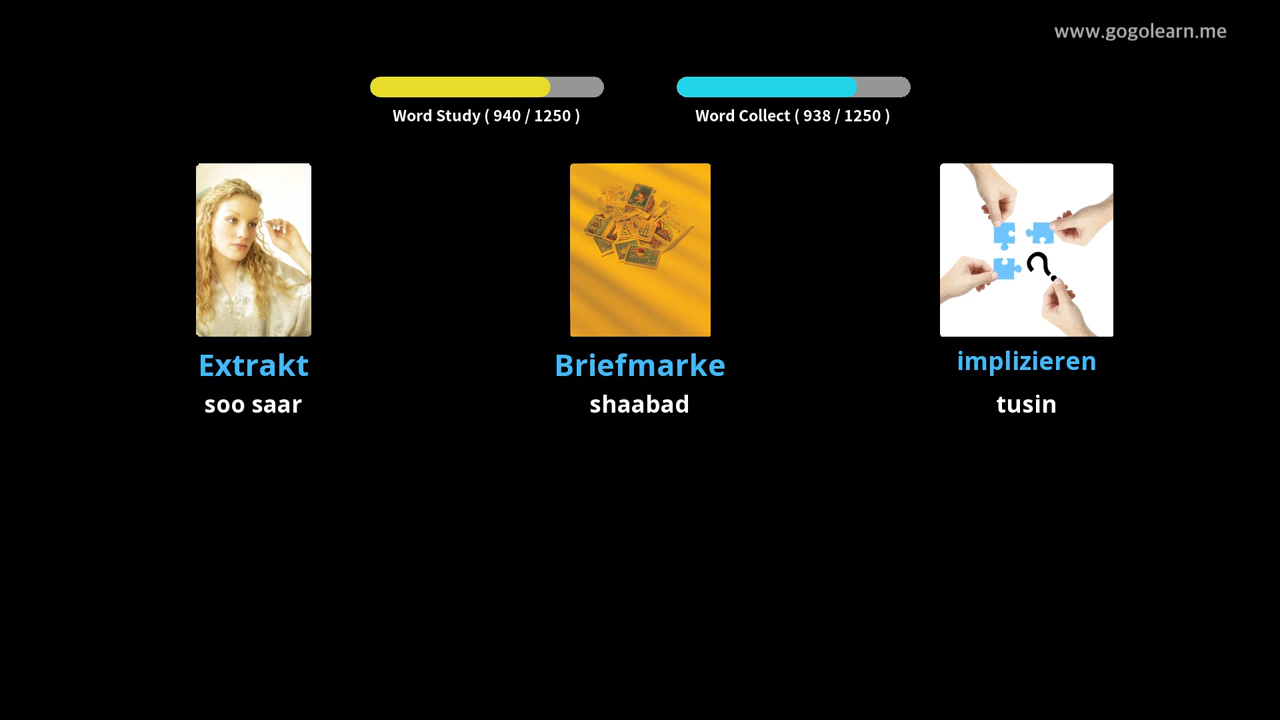 www.gogolearn.me
Word Study ( 940 / 1250 )
Word Collect ( 938 / 1250 )
Extrakt
soo saar
Briefmarke
shaabad
implizieren
tusin